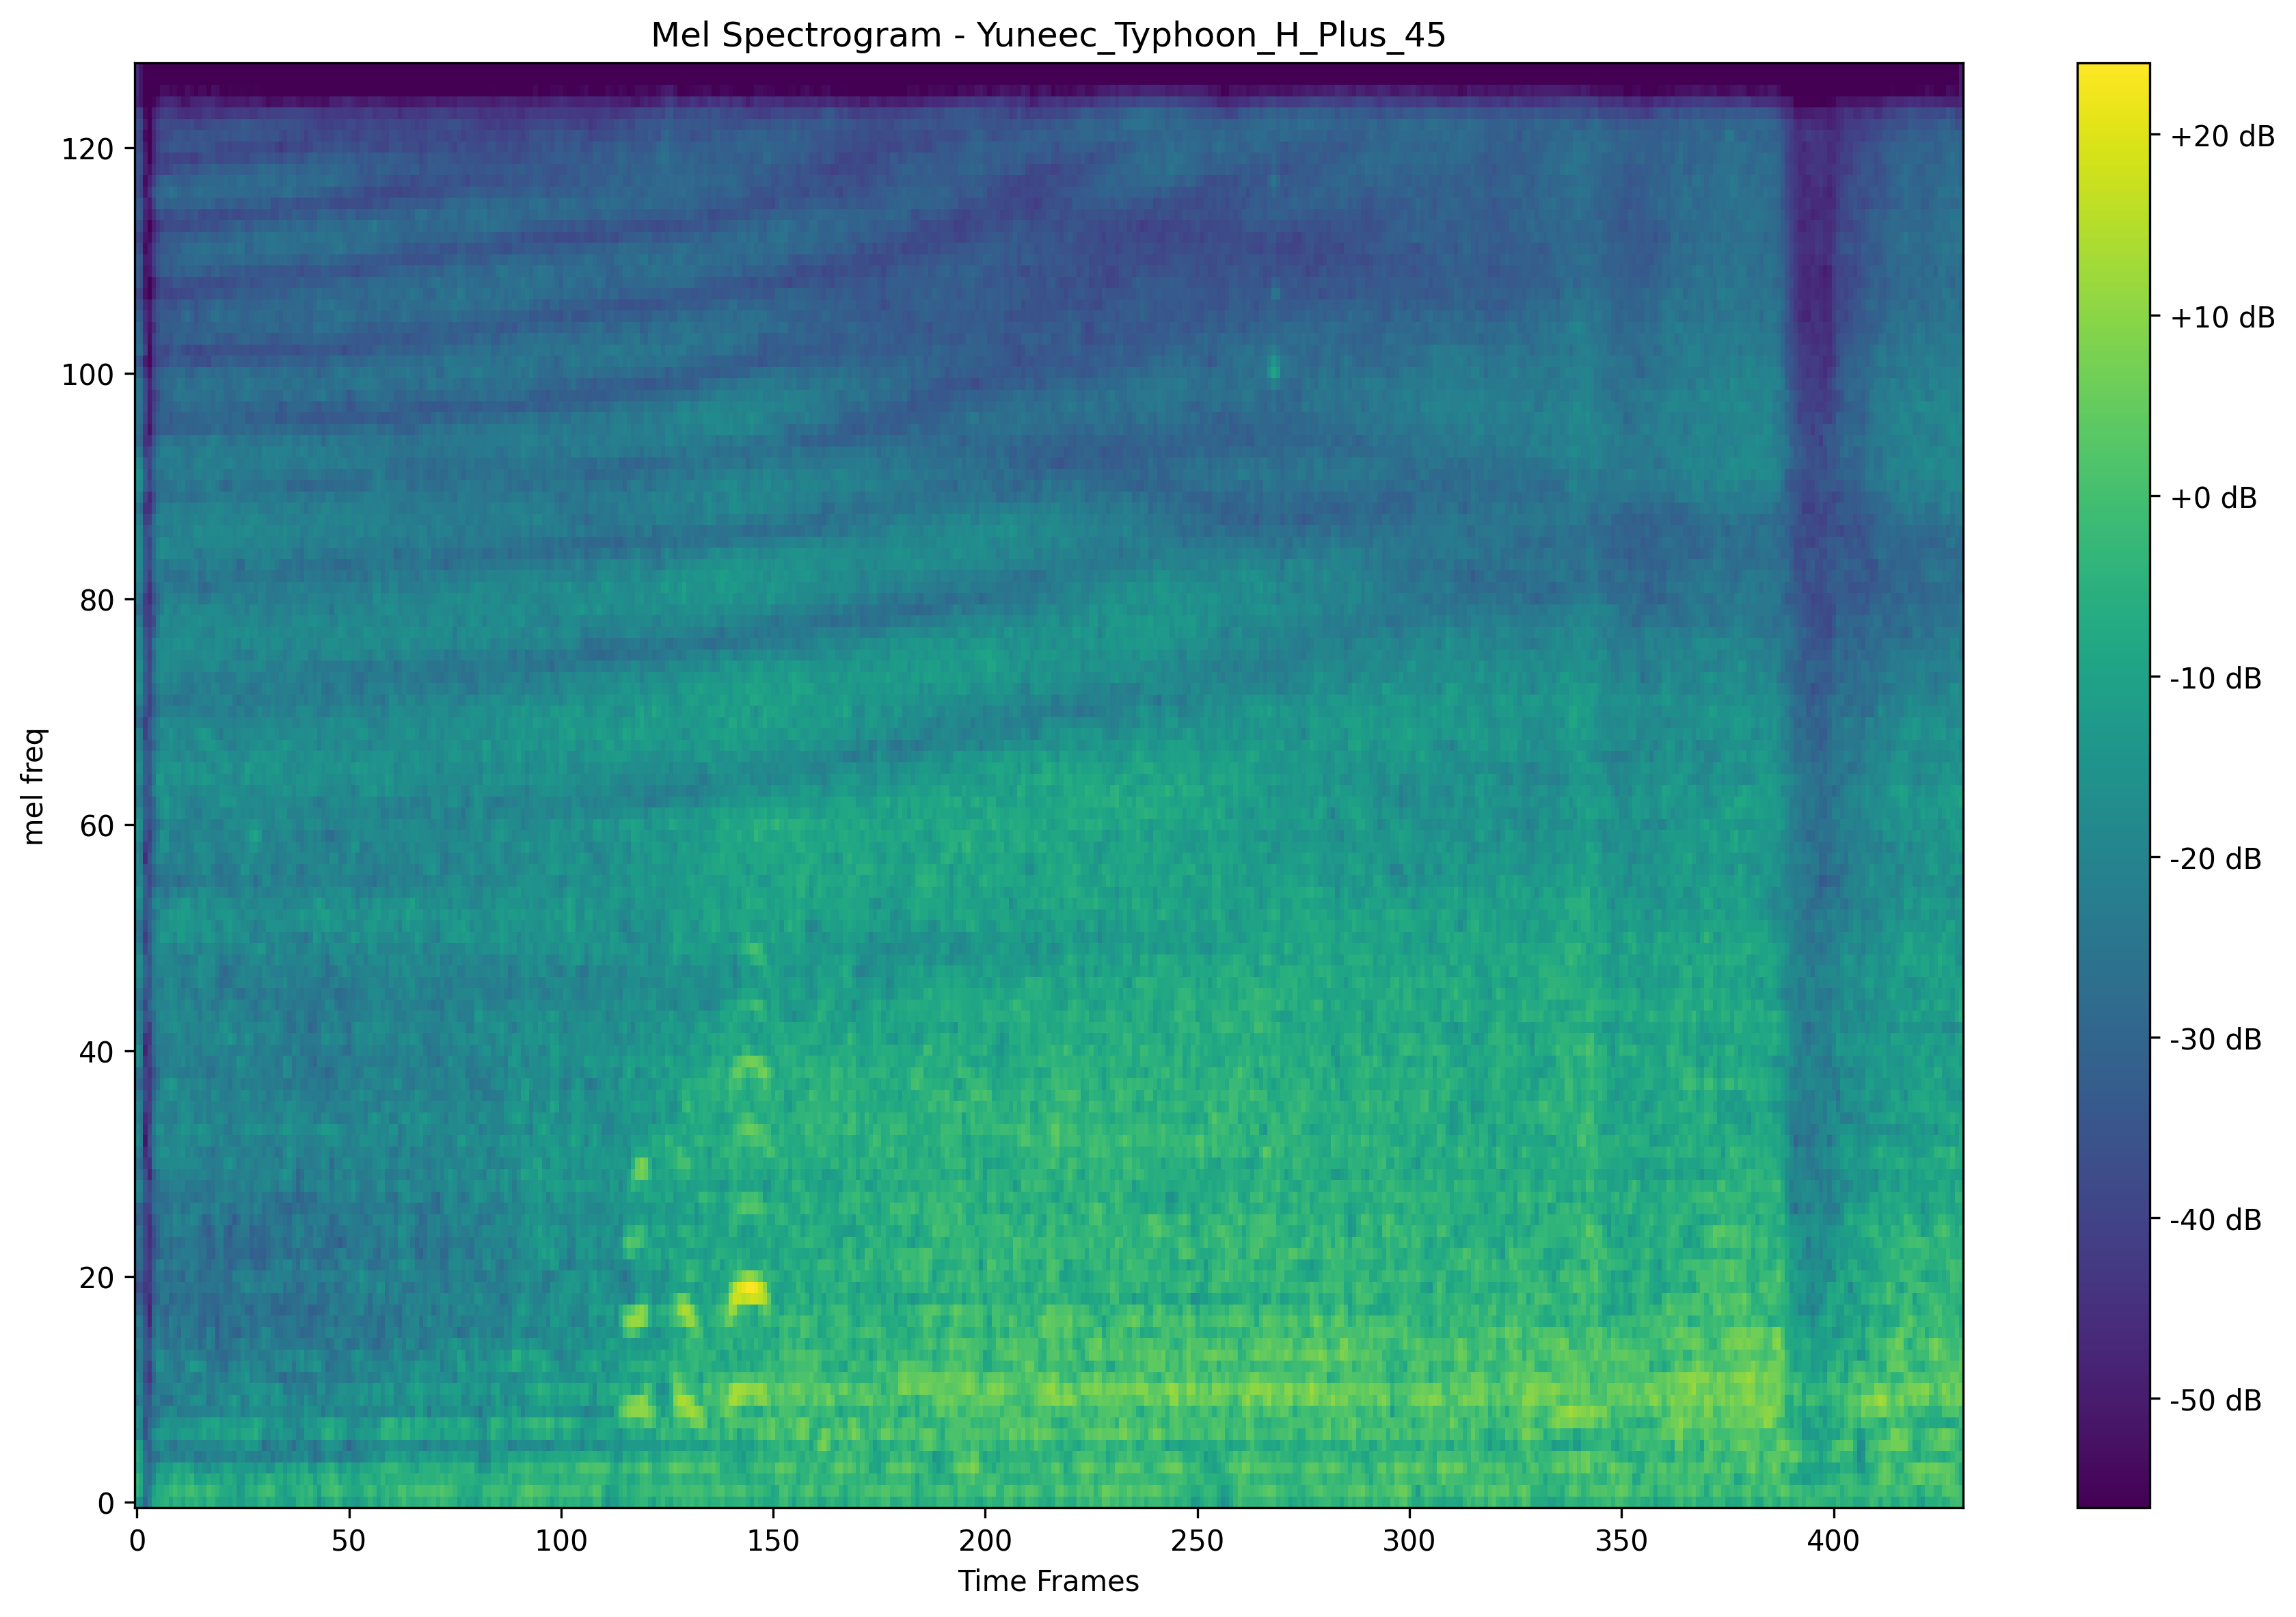 Mel Spectrogram - Yuneec_Typhoon_H_Plus_45
mel freq
120
100
80
60
40
20
0
0 50 100 150 200 250 300 350 400
Time Frames
+20 dB
+10 dB
+0 dB
-10 dB
-20 dB
-30 dB
-40 dB
-50 dB